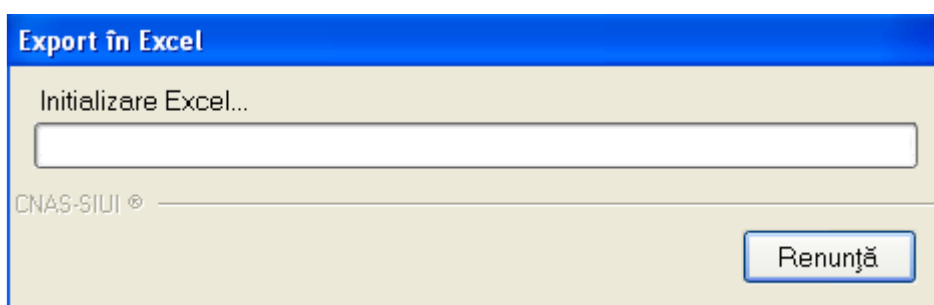 Export în Excel
Initializare Excel...
CNAS-SIUI ®
Renunţă